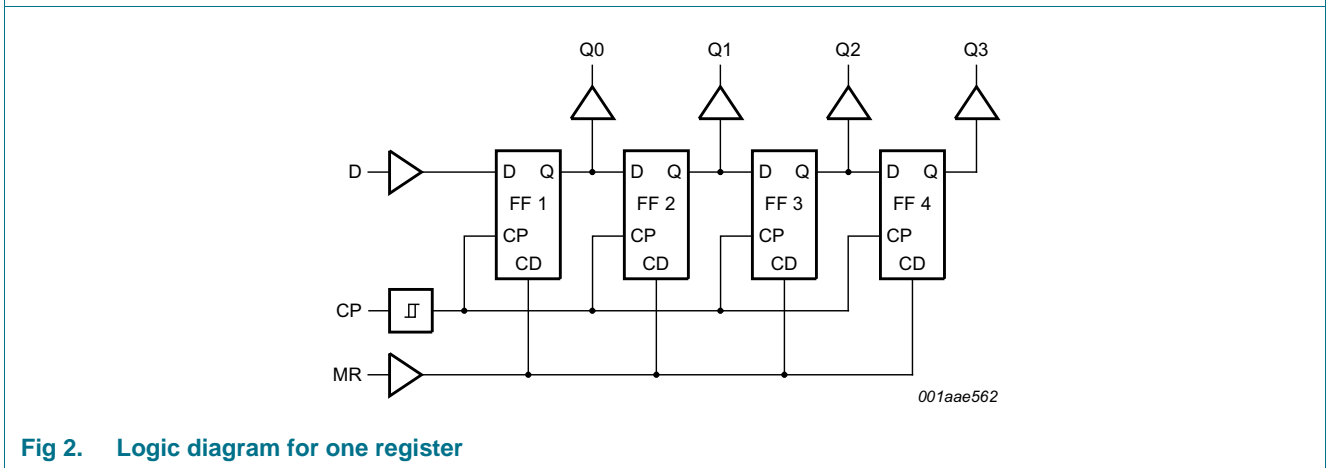 Q0 Q1 Q2 Q3
D D Q D Q D Q D Q
FF 1 FF 2 FF 3 FF 4
CP CP CP CP
CD CD CD CD
CP
MR
001aae562
Fig 2. Logic diagram for one register